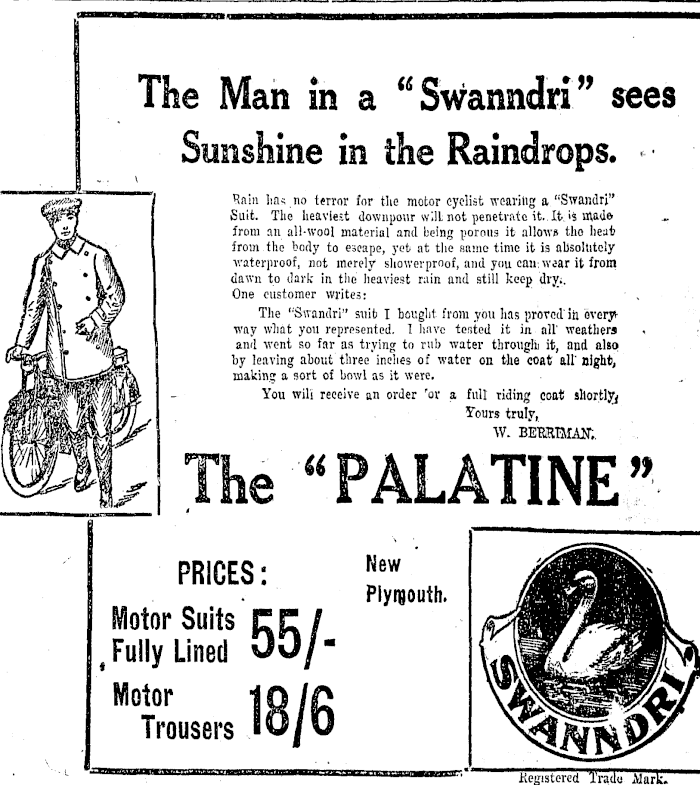 The Man in a "Swanndri" sees
Sunshine in the Raindrops.
Rain has no terror for the motor cyclist wearing a "Swandri"
Suit. The heaviest downpour will not penetrate it. It is made
from an all-wool material and being porous it allows the heat
from the body to escape, yet at the same time it is absolutely
waterproof, not merely showerproof, and you can wear it from
dawn to dark in the heaviest rain and still keep dry.
One customer writes:
The "Swandri" suit I bought from you has proved in every
way what you represented. I have tested it in all weathers
and went so far as trying to rub water through it, and also
by leaving about three inches of water on the coat all night,
making a sort of bowl as it were.
You will receive an order for a full riding coat shortly,
Yours truly,
W. BERRIMAN.
The "PALATINE"
New
Plymouth.
PRICES:
Motor Suits
Fully Lined 55/-
Motor
Trousers 18/6
SWANNDRI
Registered Trade Mark.